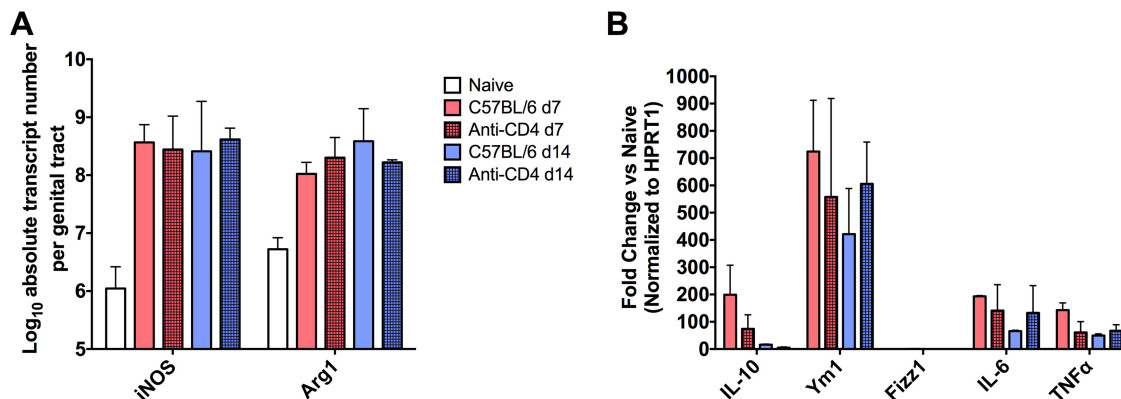 A
Log10 absolute transcript number
per genital tract
10
9
8
7
6
5
iNOS
Arg1
Naive
C57BL/6 d7
Anti-CD4 d7
C57BL/6 d14
Anti-CD4 d14
B
Fold Change vs Naive
(Normalized to HPRT1)
1000
900
800
700
600
500
400
300
200
100
0
IL-10
Ym1
Fizz1
IL-6
TNFα